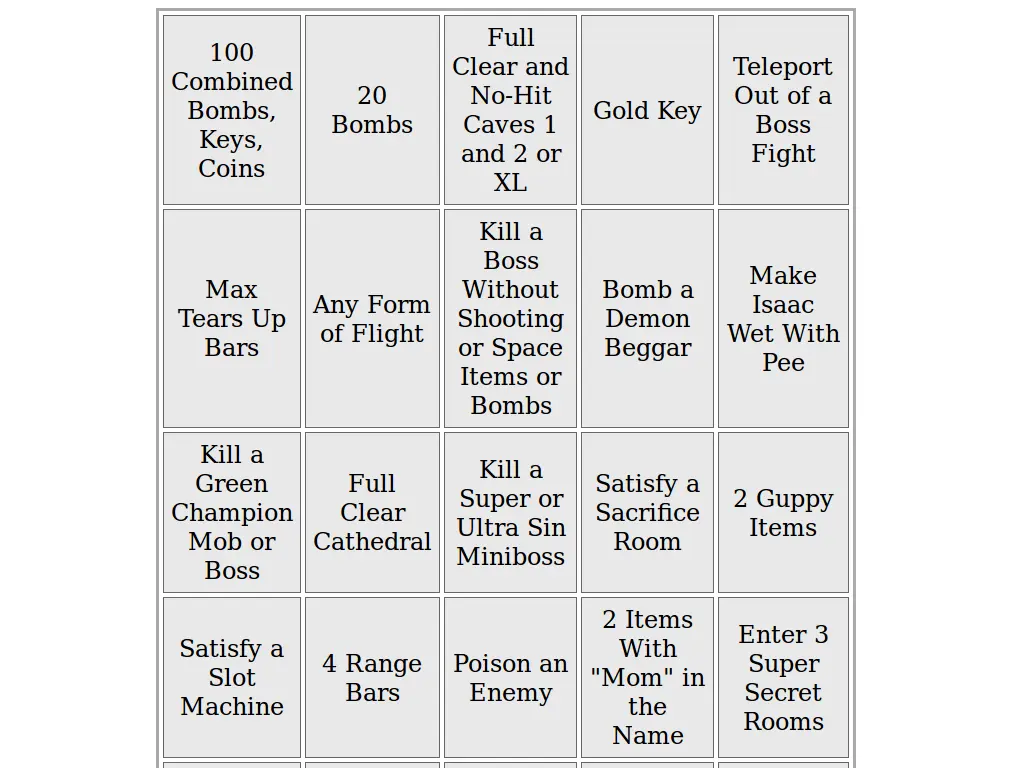 100
Combined
Bombs,
Keys,
Coins
20
Bombs
Full
Clear and
No-Hit
Caves 1
and 2 or
XL
Gold Key
Teleport
Out of a
Boss
Fight
Max
Tears Up
Bars
Any Form
of Flight
Kill a
Boss
Without
Shooting
or Space
Items or
Bombs
Bomb a
Demon
Beggar
Make
Isaac
Wet With
Pee
Kill a
Green
Champion
Mob or
Boss
Full
Clear
Cathedral
Kill a
Super or
Ultra Sin
Miniboss
Satisfy a
Sacrifice
Room
2 Guppy
Items
Satisfy a
Slot
Machine
4 Range
Bars
Poison an
Enemy
2 Items
With
"Mom" in
the
Name
Enter 3
Super
Secret
Rooms